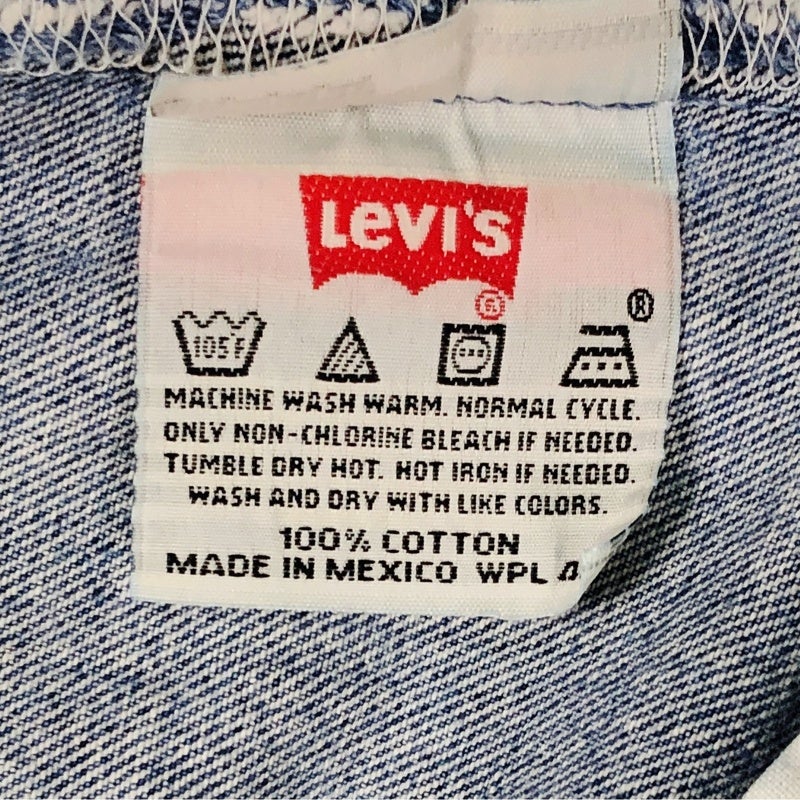 Levi's
®
®
105F
MACHINE WASH WARM. NORMAL CYCLE.
ONLY NON-CHLORINE BLEACH IF NEEDED.
TUMBLE DRY HOT. HOT IRON IF NEEDED.
WASH AND DRY WITH LIKE COLORS.
100% COTTON
MADE IN MEXICO WPL